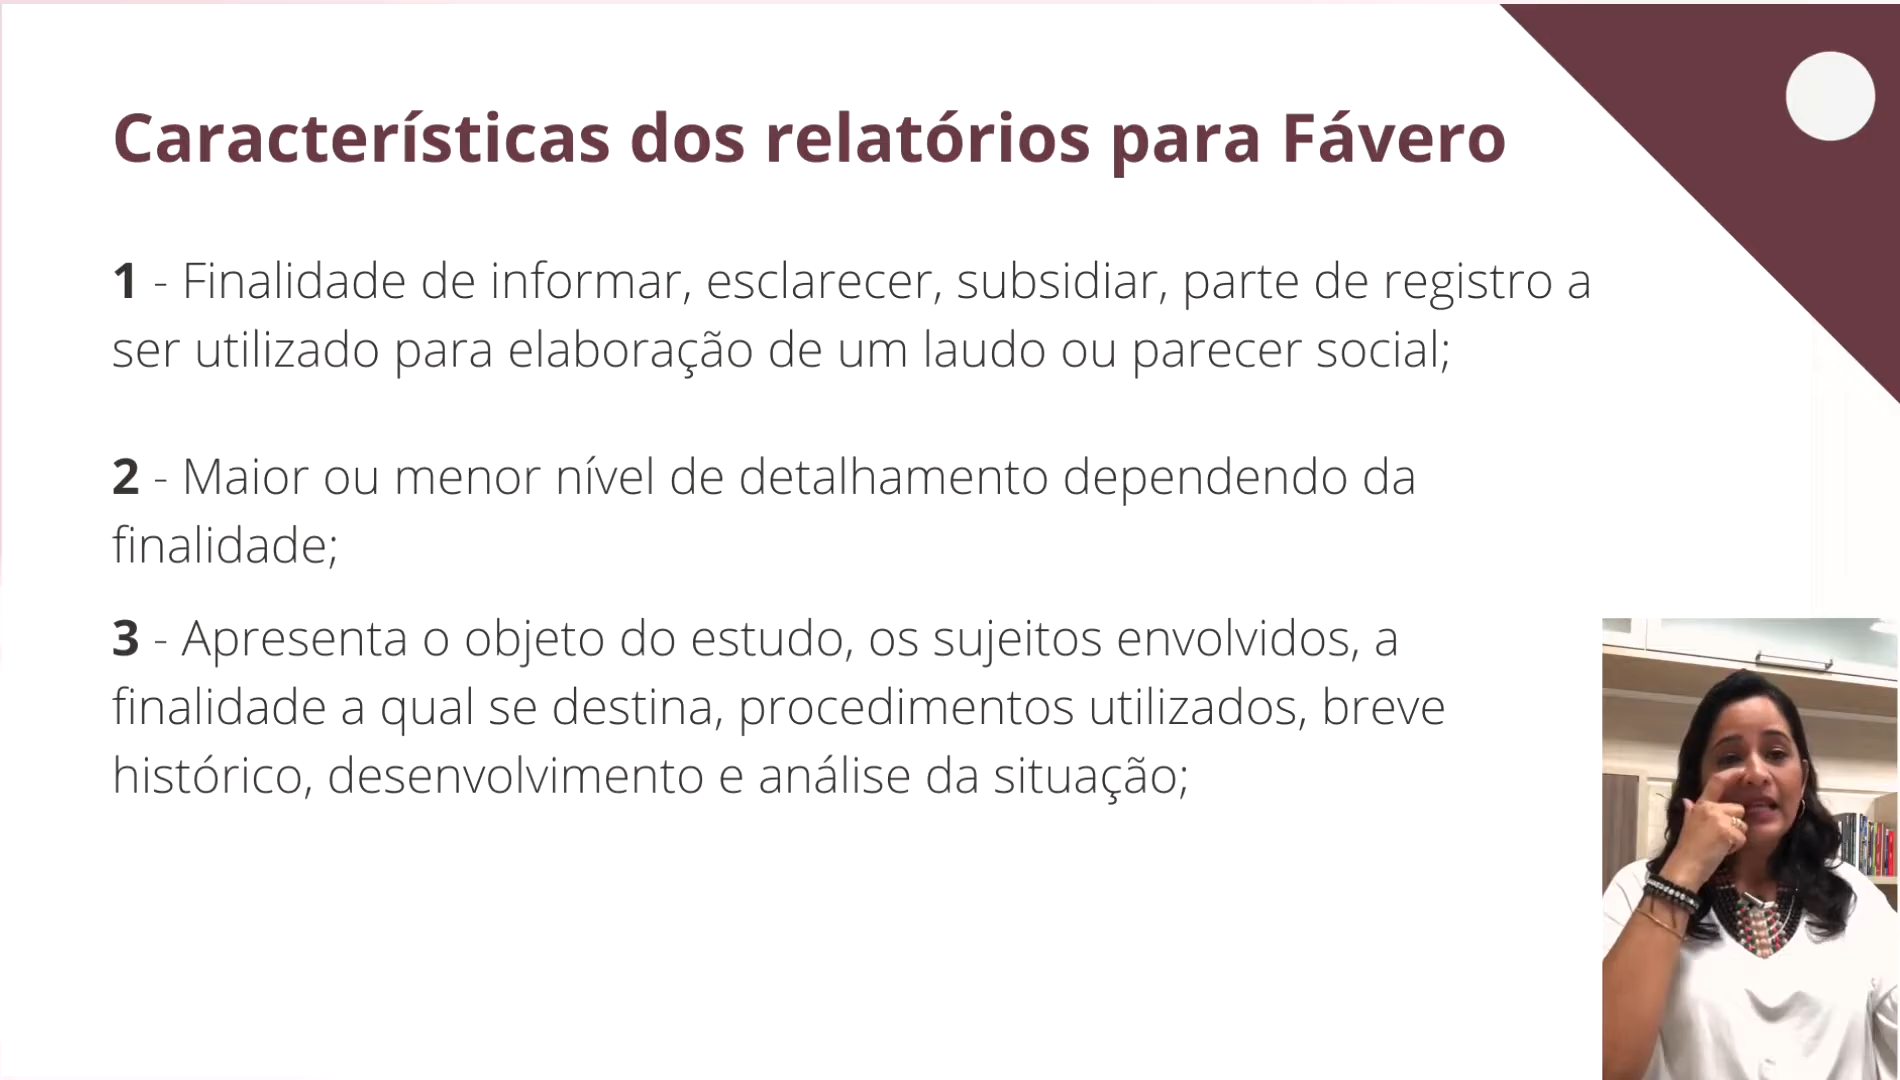 Características dos relatórios para Fávero
1 - Finalidade de informar, esclarecer, subsidiar, parte de registro a
ser utilizado para elaboração de um laudo ou parecer social;
2 - Maior ou menor nível de detalhamento dependendo da
finalidade;
3 - Apresenta o objeto do estudo, os sujeitos envolvidos, a
finalidade a qual se destina, procedimentos utilizados, breve
histórico, desenvolvimento e análise da situação;